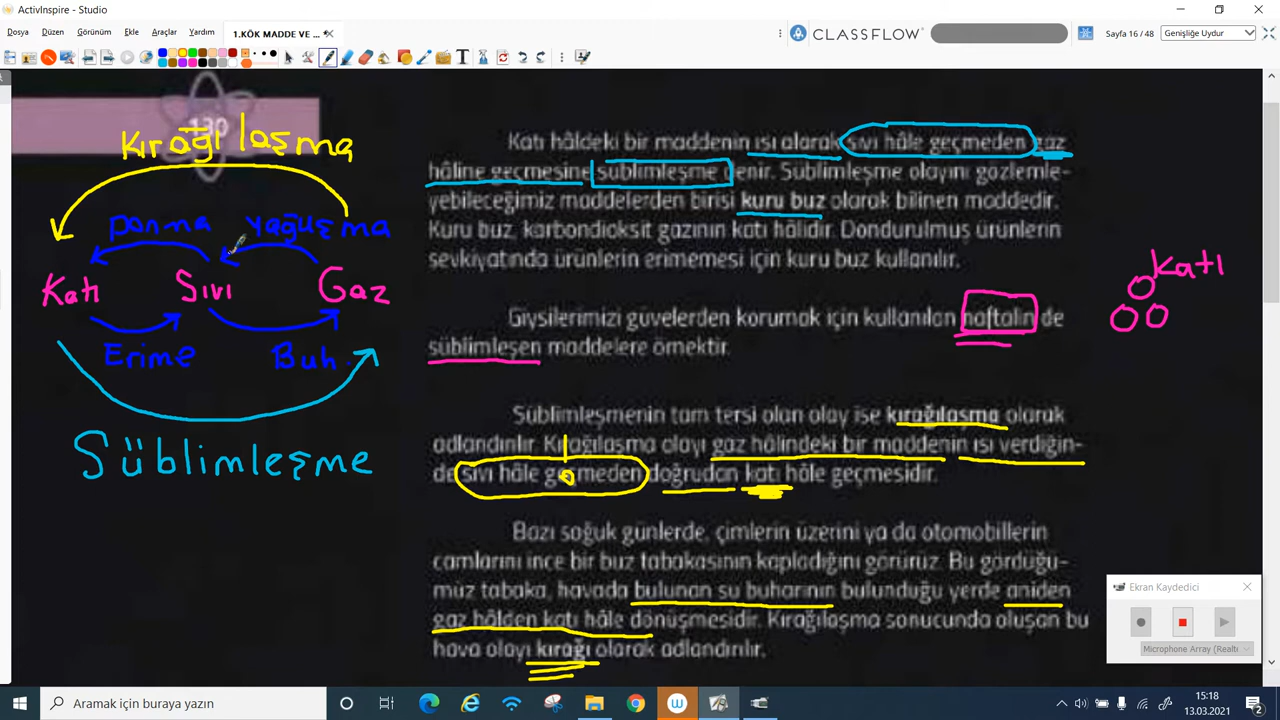 ActivInspire - Studio
Dosya Düzen Görünüm Ekle Araçlar Yardım
1.KÖK MADDE VE ...
CLASSFLOW
Sayfa 16 / 48
Genişliğe Uydur
130
Kırağılaşma
Donma
yağuşma
Katı
Sıvı
Gaz
Erime
Buh.
Süblimleşme
Katı hâldeki bir maddenin ısı alarak sıvı hâle geçmeden gaz
hâline geçmesine süblimleşme denir. Süblimleşme olayını gözlemle-
yebileceğimiz maddelerden birisi kuru buz olarak bilinen maddedir.
Kuru buz, karbondioksit gazının katı hâlidir. Dondurulmuş ürünlerin
sevkiyatında ürünlerin erimemesi için kuru buz kullanılır.
Katı
Giysilerimizi güvelerden korumak için kullanılan naftalin de
süblimleşen maddelere örnektir.
Süblimleşmenin tam tersi olan olay ise kırağılaşma olarak
adlandırılır. Kırağılaşma olayı gaz hâlindeki bir maddenin ısı verdiğin-
de sıvı hâle geçmeden doğrudan katı hâle geçmesidir.
Bazı soğuk günlerde, çimlerin üzerini ya da otomobillerin
camlarını ince bir buz tabakasının kapladığını görürüz. Bu gördüğü-
müz tabaka, havada bulunan su buharının bulunduğu yerde aniden
gaz hâlden katı hâle dönüşmesidir. Kırağılaşma sonucunda oluşan bu
hava olayı kırağı olarak adlandırılır.
Ekran Kaydedici
Microphone Array (Realte
Aramak için buraya yazın
15:18
13.03.2021
2